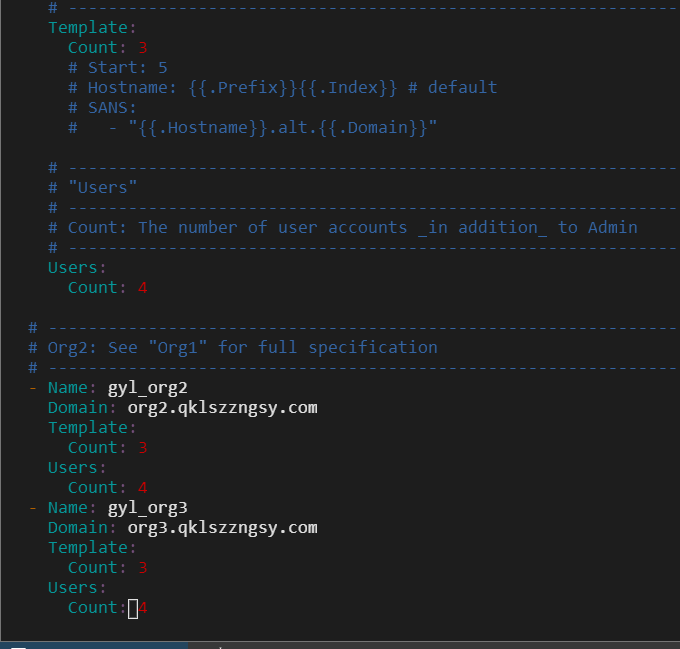 # -------------------------------------------------------------
Template:
Count: 3
# Start: 5
# Hostname: {{.Prefix}}{{.Index}} # default
# SANS:
#   - "{{.Hostname}}.alt.{{.Domain}}"
# -------------------------------------------------------------
# "Users"
# -------------------------------------------------------------
# Count: The number of user accounts _in addition_ to Admin
# -------------------------------------------------------------
Users:
Count: 4
# ---------------------------------------------------------------
# Org2: See "Org1" for full specification
# ---------------------------------------------------------------
- Name: gyl_org2
Domain: org2.qklszzngsy.com
Template:
Count: 3
Users:
Count: 4
- Name: gyl_org3
Domain: org3.qklszzngsy.com
Template:
Count: 3
Users:
Count: 4